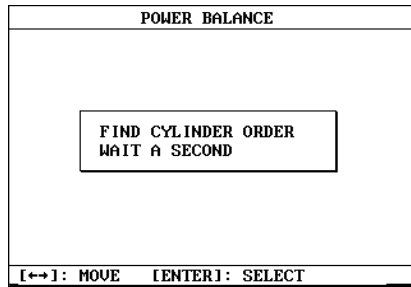 POWER BALANCE
FIND CYLINDER ORDER
WAIT A SECOND
[←→]: MOVE [ENTER]: SELECT